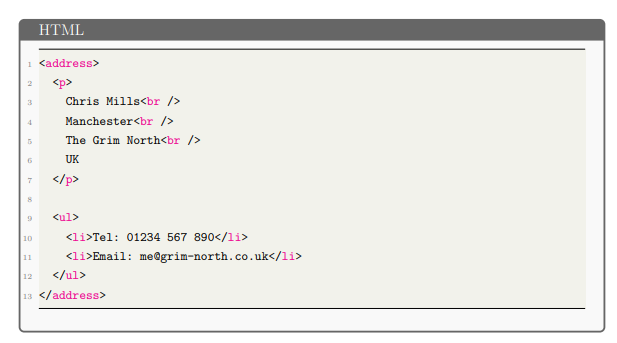 HTML
1 <address>
2 <p>
3 Chris Mills<br />
4 Manchester<br />
5 The Grim North<br />
6 UK
7 </p>
8
9 <ul>
10 <li>Tel: 01234 567 890</li>
11 <li>Email: me@grim-north.co.uk</li>
12 </ul>
13 </address>